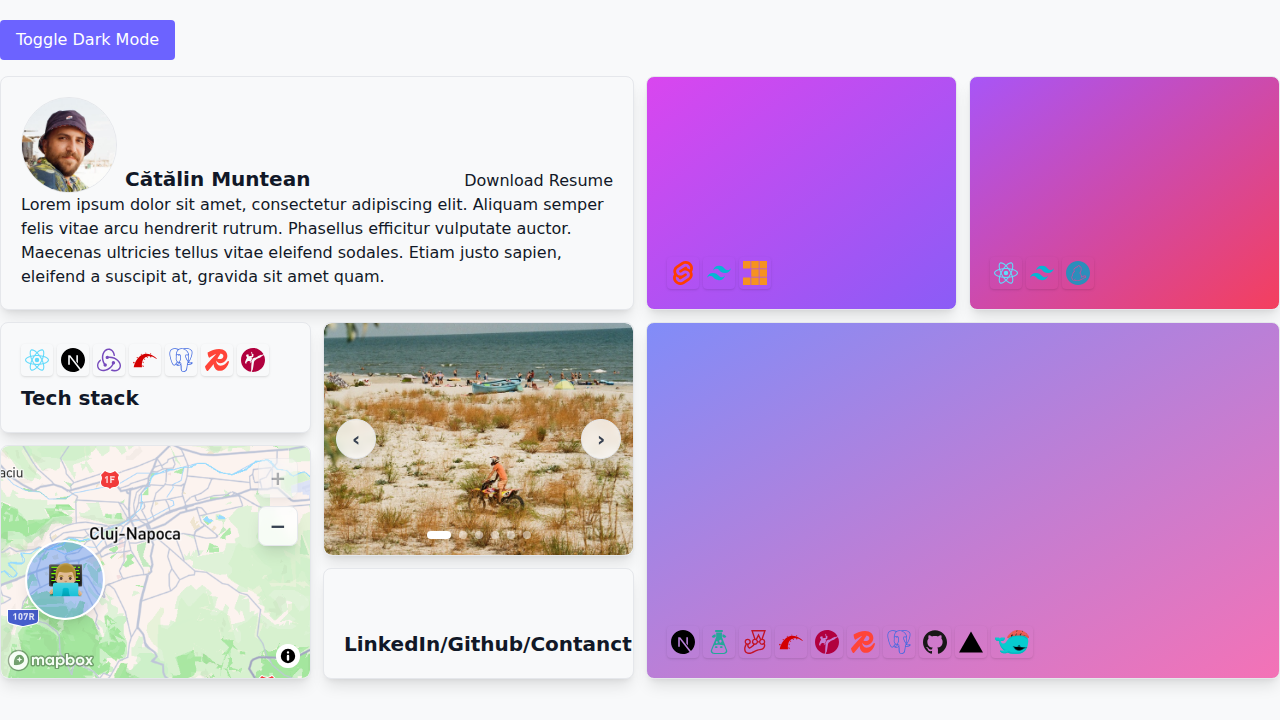 Toggle Dark Mode
Cătălin Muntean
Download Resume
Lorem ipsum dolor sit amet, consectetur adipiscing elit. Aliquam semper
felis vitae arcu hendrerit rutrum. Phasellus efficitur vulputate auctor.
Maecenas ultricies tellus vitae eleifend sodales. Etiam justo sapien,
eleifend a suscipit at, gravida sit amet quam.
Tech stack
aciu
1F
Cluj-Napoca
107R
mapbox
LinkedIn/Github/Contanct